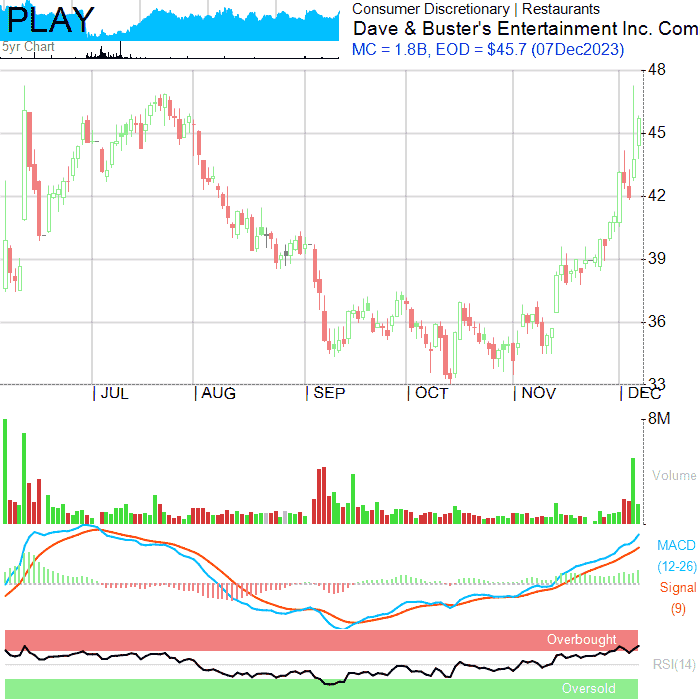 PLAY
5yr Chart
Consumer Discretionary | Restaurants
Dave & Buster's Entertainment Inc. Com
MC = 1.8B, EOD = $45.7 (07Dec2023)
48
45
42
39
36
33
JUL AUG SEP OCT NOV DEC
8M
Volume
MACD
(12-26)
Signal
(9)
Overbought
RSI(14)
Oversold